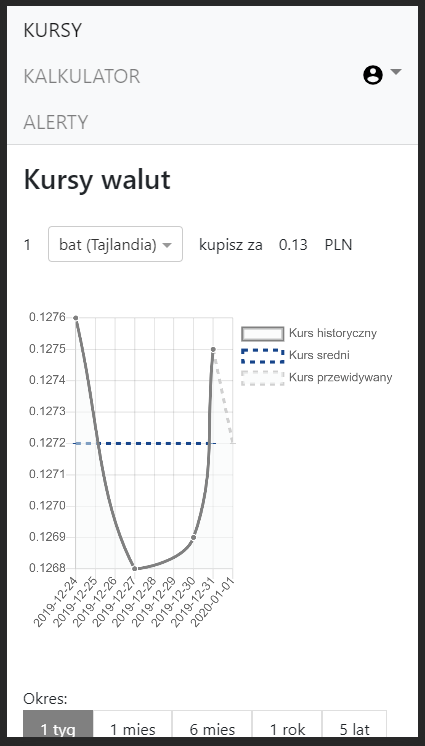 KURSY
KALKULATOR
ALERTY
Kursy walut
1 bat (Tajlandia) kupisz za 0.13 PLN
0.1276
0.1275
0.1274
0.1273
0.1272
0.1271
0.1270
0.1269
0.1268
2019-12-24
2019-12-25
2019-12-26
2019-12-27
2019-12-28
2019-12-29
2019-12-30
2019-12-31
2020-01-01
Kurs historyczny
Kurs sredni
Kurs przewidywany
Okres:
1 tyg 1 mies 6 mies 1 rok 5 lat